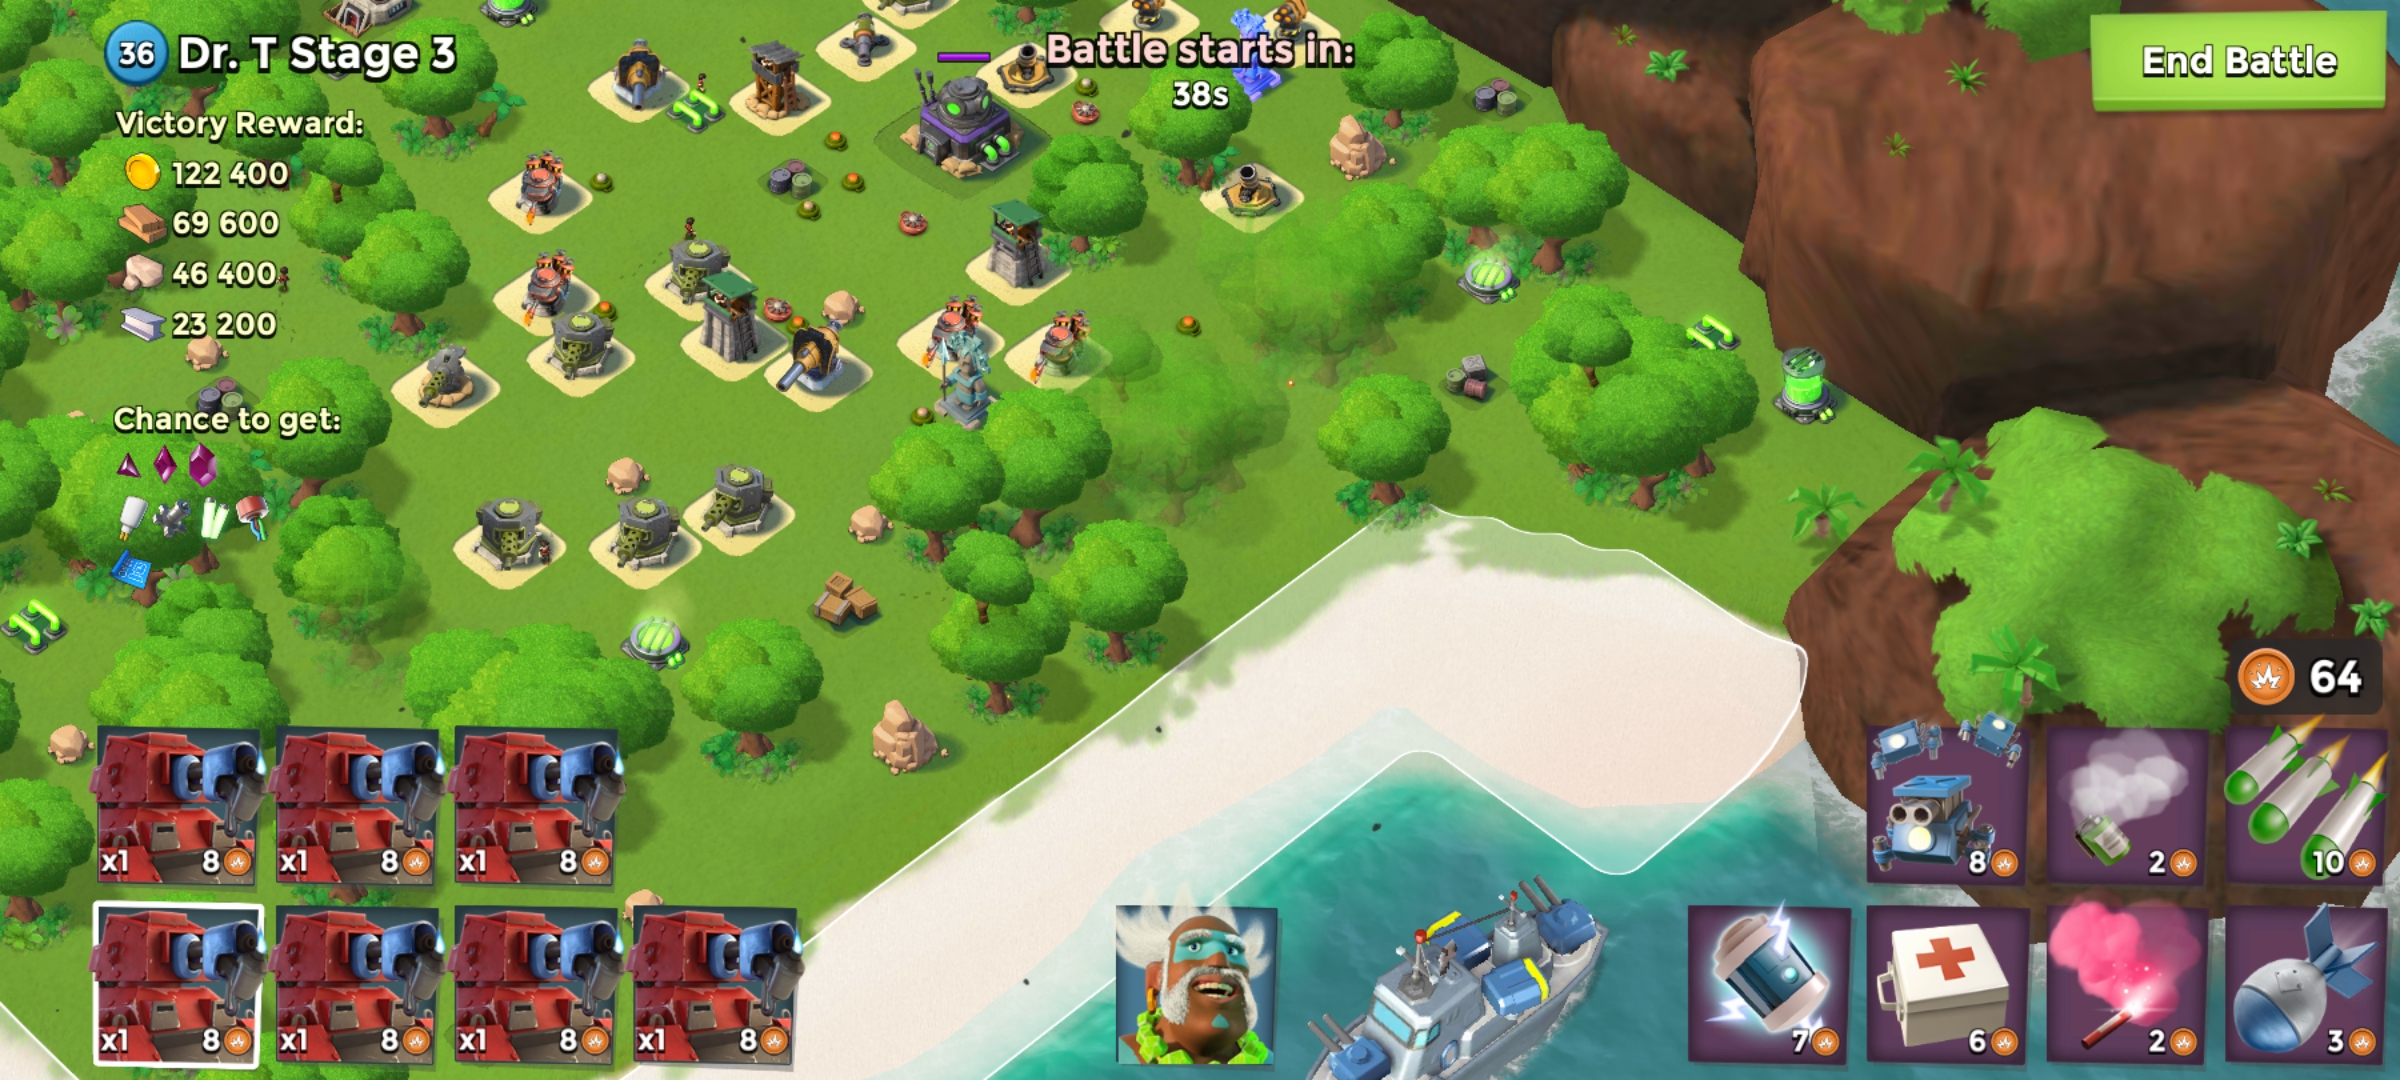 36 Dr. T Stage 3
Victory Reward:
122 400
69 600
46 400
23 200
Chance to get:
Battle starts in:
38s
End Battle
64
x1 8
x1 8
x1 8
8
2
10
x1 8
x1 8
x1 8
x1 8
7
6
2
3